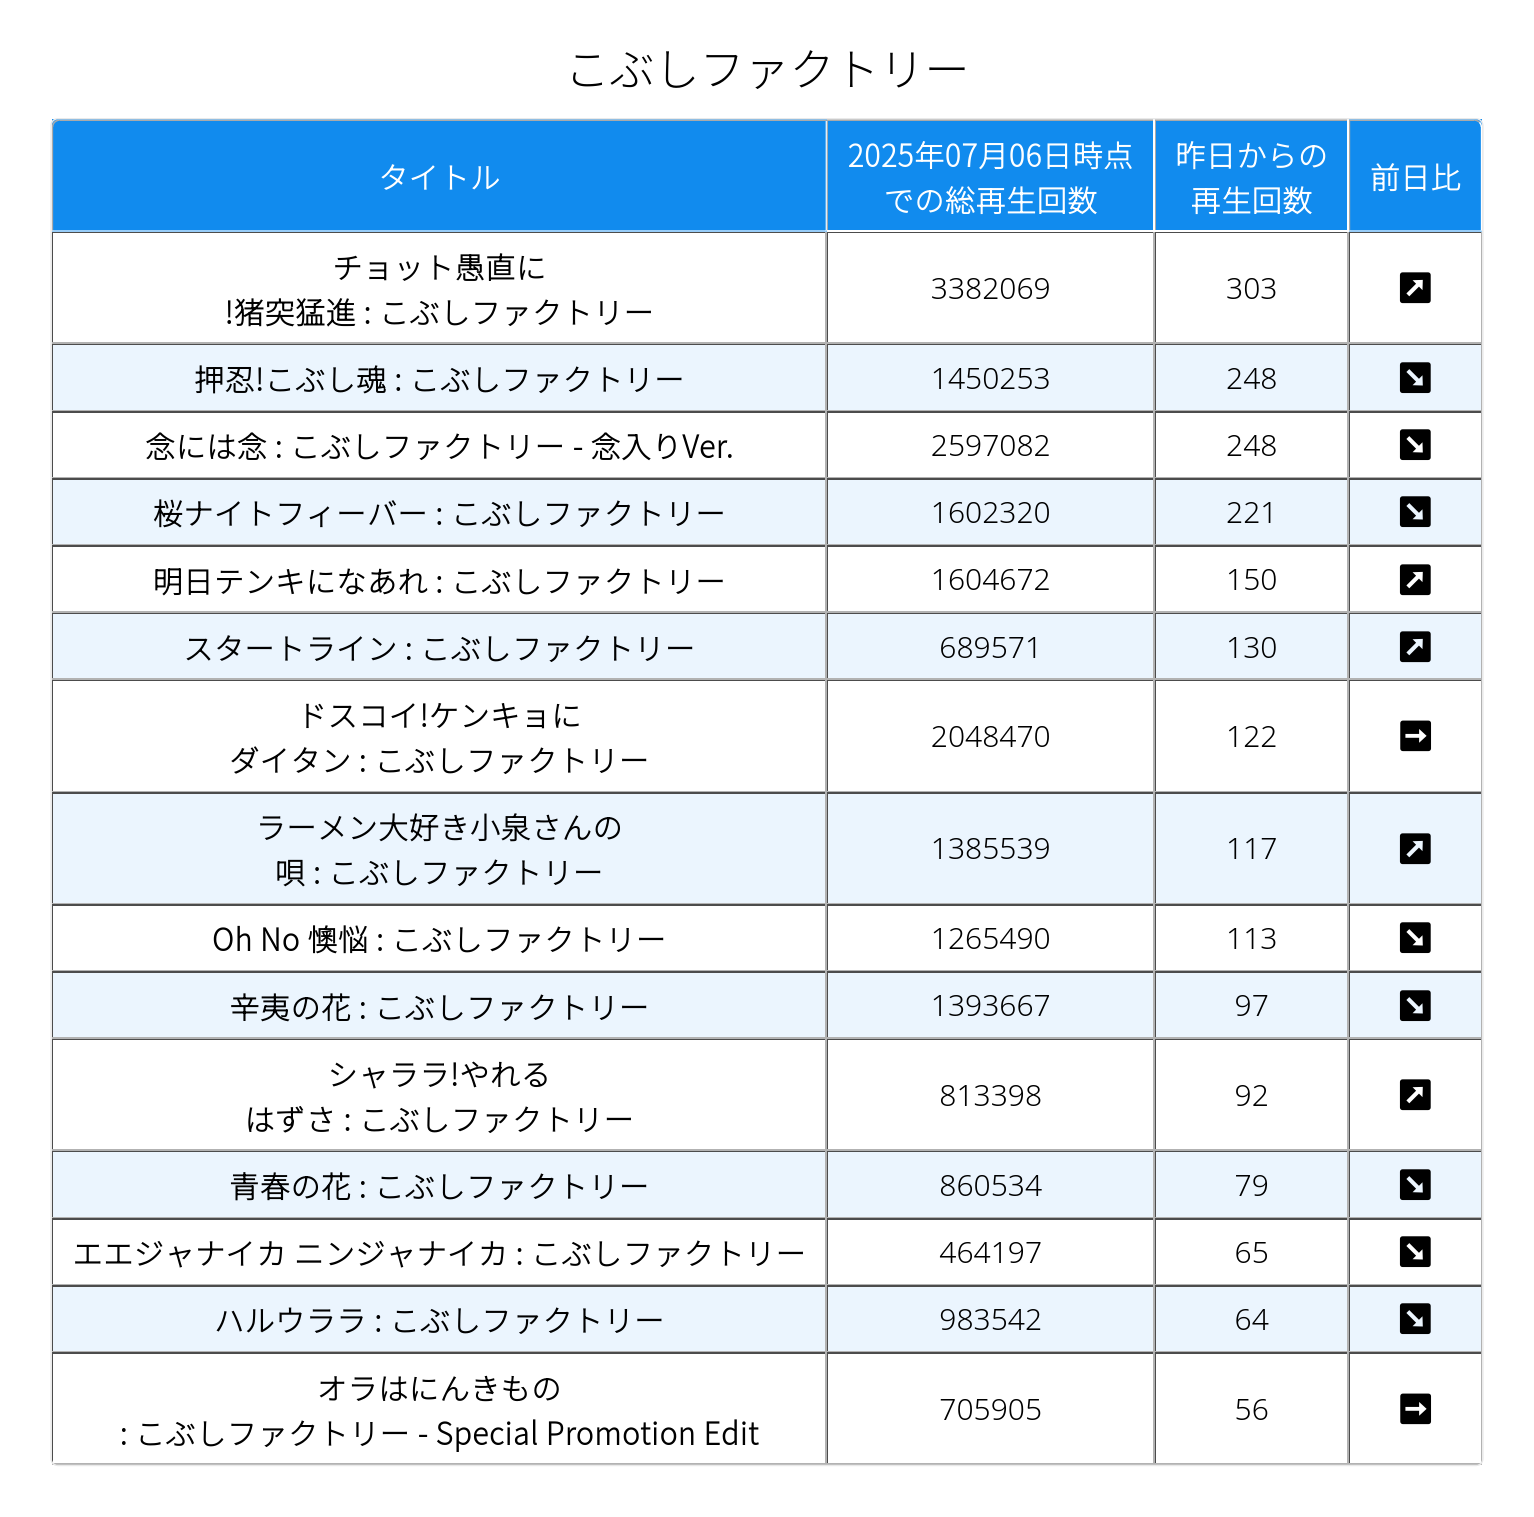 こぶしファクトリー
タイトル
2025年07月06日時点
での総再生回数
昨日からの
再生回数
前日比
チョット愚直に
!猪突猛進 : こぶしファクトリー
3382069
303
押忍!こぶし魂 : こぶしファクトリー
1450253
248
念には念 : こぶしファクトリー - 念入りVer.
2597082
248
桜ナイトフィーバー : こぶしファクトリー
1602320
221
明日テンキになあれ : こぶしファクトリー
1604672
150
スタートライン : こぶしファクトリー
689571
130
ドスコイ!ケンキョに
ダイタン : こぶしファクトリー
2048470
122
ラーメン大好き小泉さんの
唄 : こぶしファクトリー
1385539
117
Oh No 懊悩 : こぶしファクトリー
1265490
113
辛夷の花 : こぶしファクトリー
1393667
97
シャララ!やれる
はずさ : こぶしファクトリー
813398
92
青春の花 : こぶしファクトリー
860534
79
エエジャナイカ ニンジャナイカ : こぶしファクトリー
464197
65
ハルウララ : こぶしファクトリー
983542
64
オラはにんきもの
: こぶしファクトリー - Special Promotion Edit
705905
56